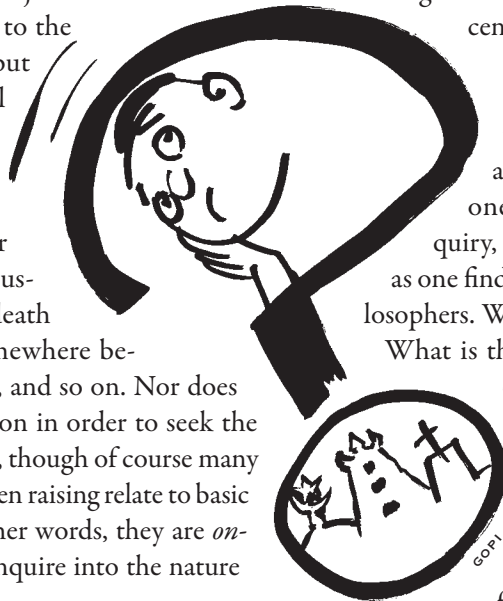 to the
us-
death
newhere be-
, and so on. Nor does
on in order to seek the
, though of course many
en raising relate to basic
her words, they are on-
nquire into the nature
cen
a
one
quiry,
as one find
losophers. W
What is th
GOPI